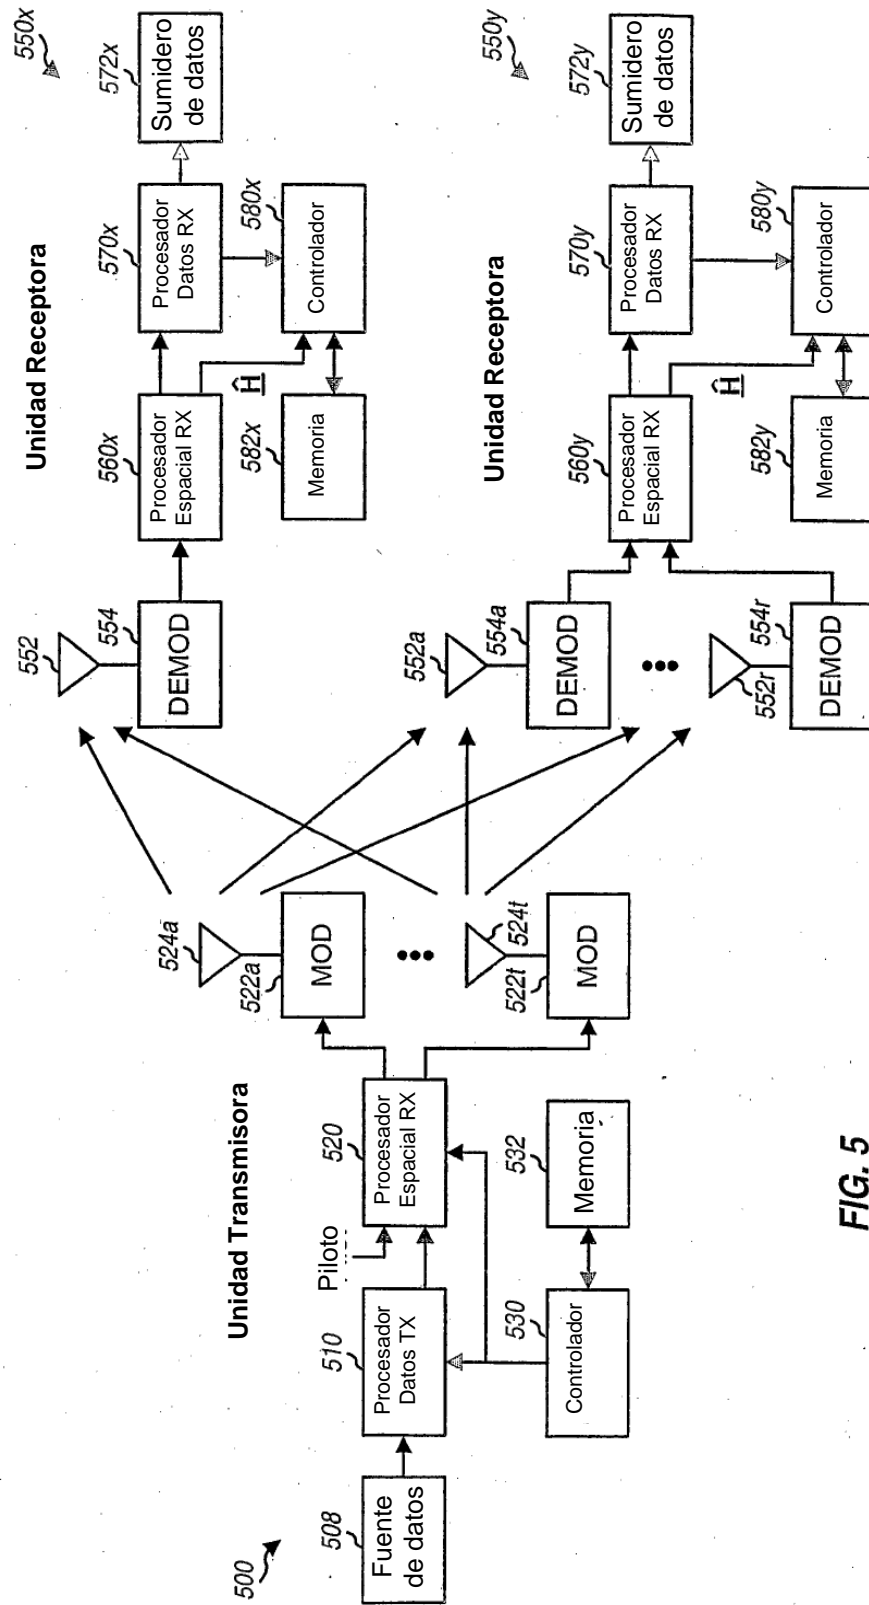 550x
572x
Sumidero
de datos
570x
Procesador
Datos RX
580x
Controlador
Unidad Receptora
560x
Procesador
Espacial RX
Ĥ
582x
Memoria
552
554
DEMOD
550y
572y
Sumidero
de datos
570y
Procesador
Datos RX
580y
Controlador
Unidad Receptora
560y
Procesador
Espacial RX
Ĥ
582y
Memoria
552a
554a
DEMOD
552r
554r
DEMOD
524a
522a
MOD
524t
522t
MOD
Unidad Transmisora
520
Procesador
Espacial RX
Piloto
510
Procesador
Datos TX
532
Memoria
530
Controlador
508
Fuente
de datos
500
FIG. 5